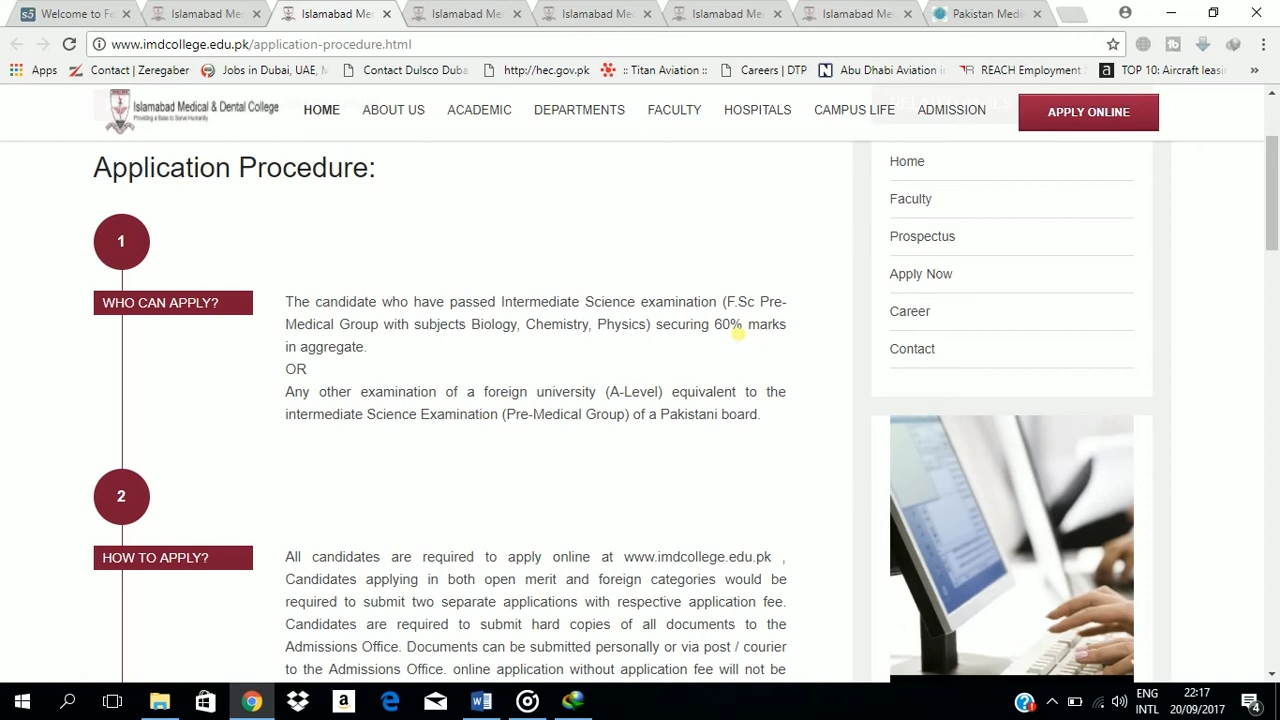 Welcome to Fe
Islamabad Me
Islamabad Me
Islamabad Me
Islamabad Me
Islamabad Me
Islamabad Me
Pakistan Medi
www.imdcollege.edu.pk/application-procedure.html
Apps
Contact | Zeregaber
Jobs in Dubai, UAE, M
Contact Dulsco Duba
http://hec.gov.pk
:: Titan Aviation ::
Careers | DTP
Abu Dhabi Aviation in
REACH Employment S
TOP 10: Aircraft leasi
Islamabad Medical & Dental College
Providing a Base to Serve Humanity
HOME
ABOUT US
ACADEMIC
DEPARTMENTS
FACULTY
HOSPITALS
CAMPUS LIFE
ADMISSION
APPLY ONLINE
Application Procedure:
1
WHO CAN APPLY?
The candidate who have passed Intermediate Science examination (F.Sc Pre-
Medical Group with subjects Biology, Chemistry, Physics) securing 60% marks
in aggregate.
OR
Any other examination of a foreign university (A-Level) equivalent to the
intermediate Science Examination (Pre-Medical Group) of a Pakistani board.
2
HOW TO APPLY?
All candidates are required to apply online at www.imdcollege.edu.pk ,
Candidates applying in both open merit and foreign categories would be
required to submit two separate applications with respective application fee.
Candidates are required to submit hard copies of all documents to the
Admissions Office. Documents can be submitted personally or via post / courier
to the Admissions Office. online application without application fee will not be
Home
Faculty
Prospectus
Apply Now
Career
Contact
ENG
INTL
22:17
20/09/2017
4